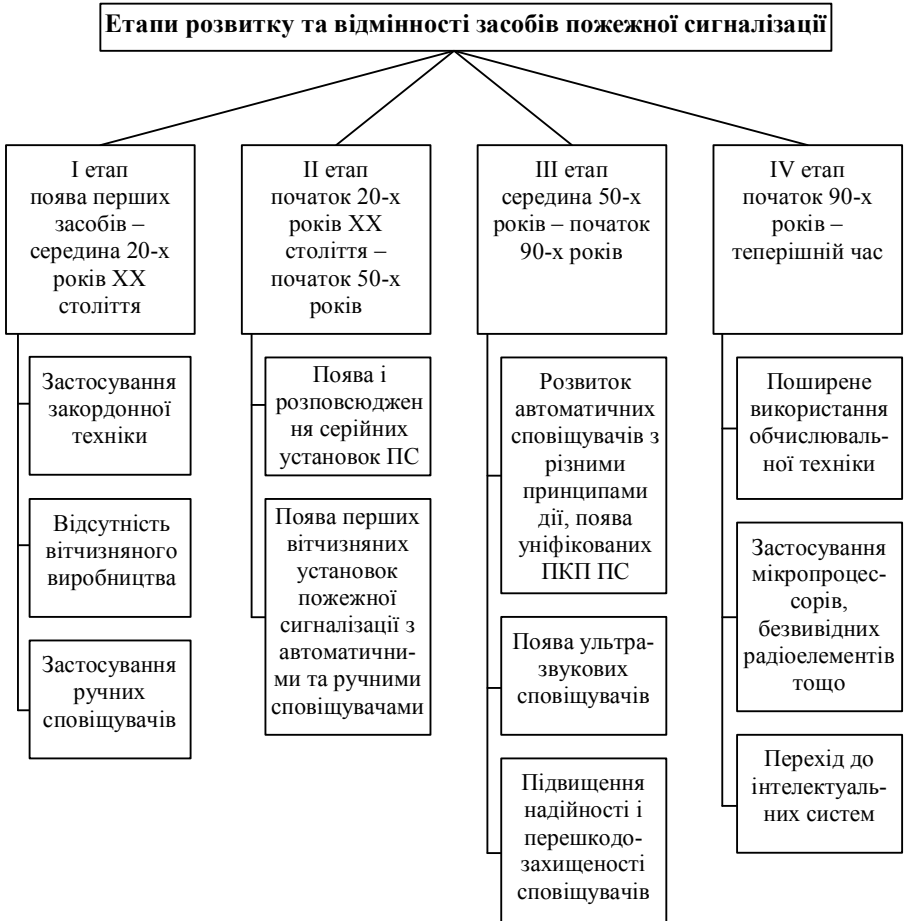 Етапи розвитку та відмінності засобів пожежної сигналізації
I етап
поява перших
засобів –
середина 20-х
років XX
століття
Застосування
закордонної
техніки
Відсутність
вітчизняного
виробництва
Застосування
ручних
сповіщувачів
II етап
початок 20-х
років XX
століття –
початок 50-х
років
Поява і
розповсюджен
ня серійних
установок ПС
Поява перших
вітчизняних
установок
пожежної
сигналізації з
автоматични-
ми та ручними
сповіщувачами
III етап
середина 50-х
років – початок
90-х років
Розвиток
автоматичних
сповіщувачів з
різними
принципами
дії, поява
уніфікованих
ПКП ПС
Поява ультра-
звукових
сповіщувачів
Підвищення
надійності і
перешкодо-
захищеності
сповіщувачів
IV етап
початок 90-х
років –
теперішній час
Поширене
використання
обчислюваль-
ної техніки
Застосування
мікропроцес-
сорів,
безвивідних
радіоелементів
тощо
Перехід до
інтелектуаль-
них систем